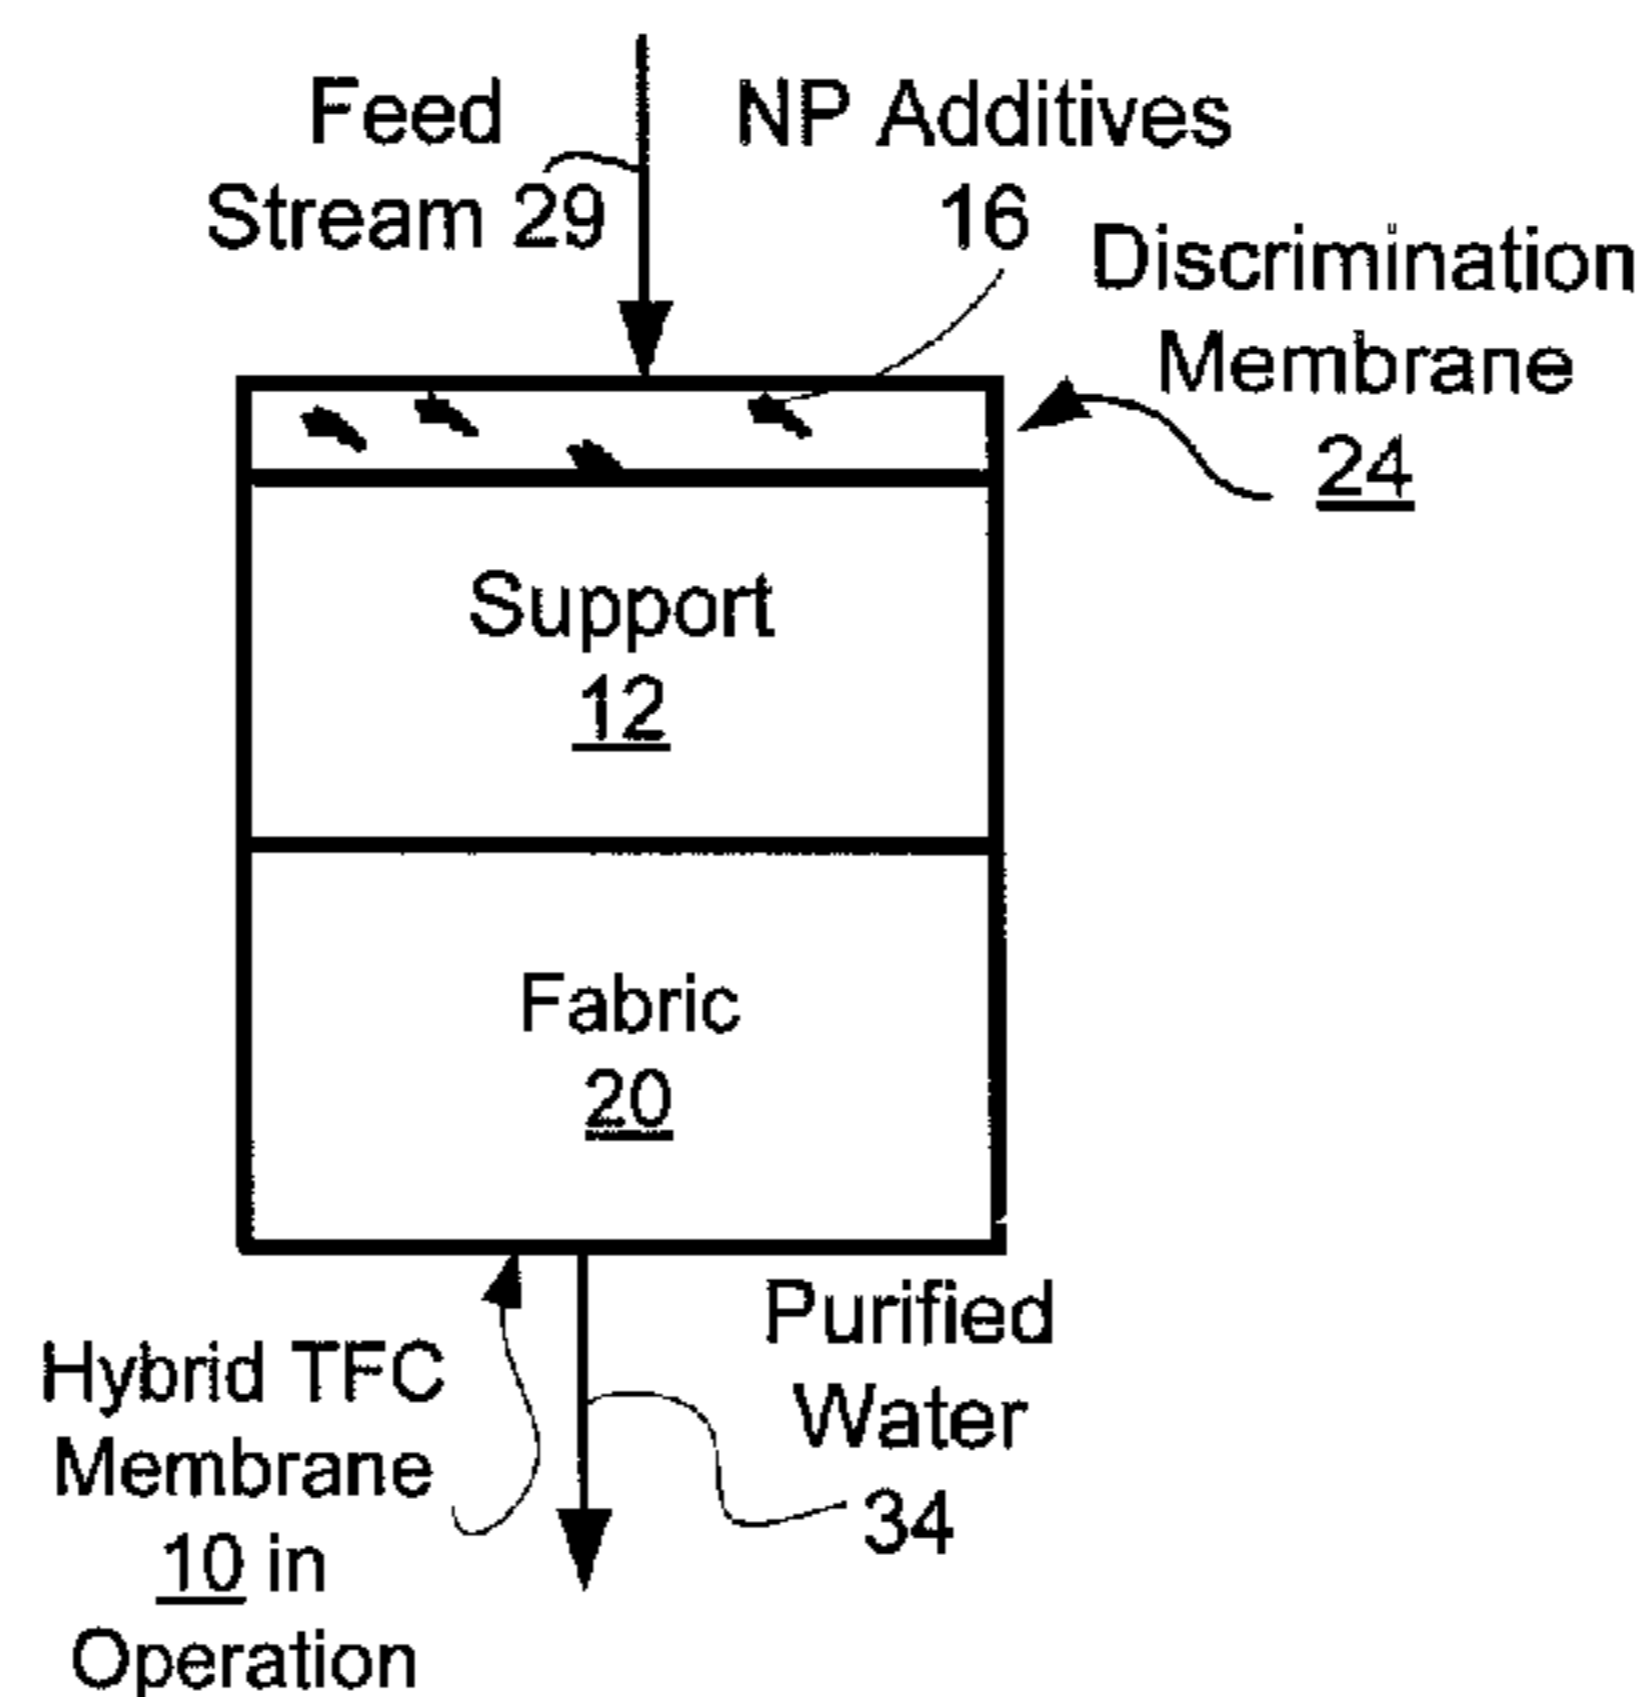 Feed
Stream 29
NP Additives
16
Discrimination
Membrane
24
Support
12
Fabric
20
Purified
Water
34
Hybrid TFC
Membrane
10 in
Operation